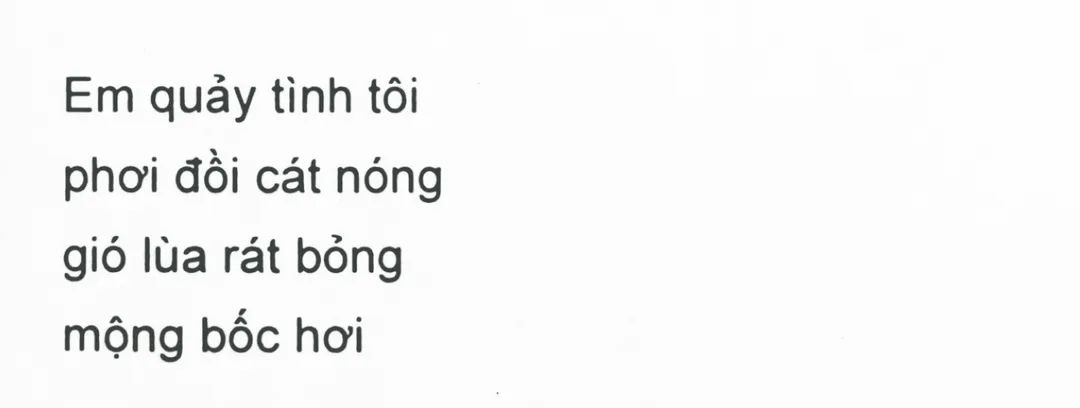 Em quảy tình tôi
phơi đồi cát nóng
gió lùa rát bỏng
mộng bốc hơi